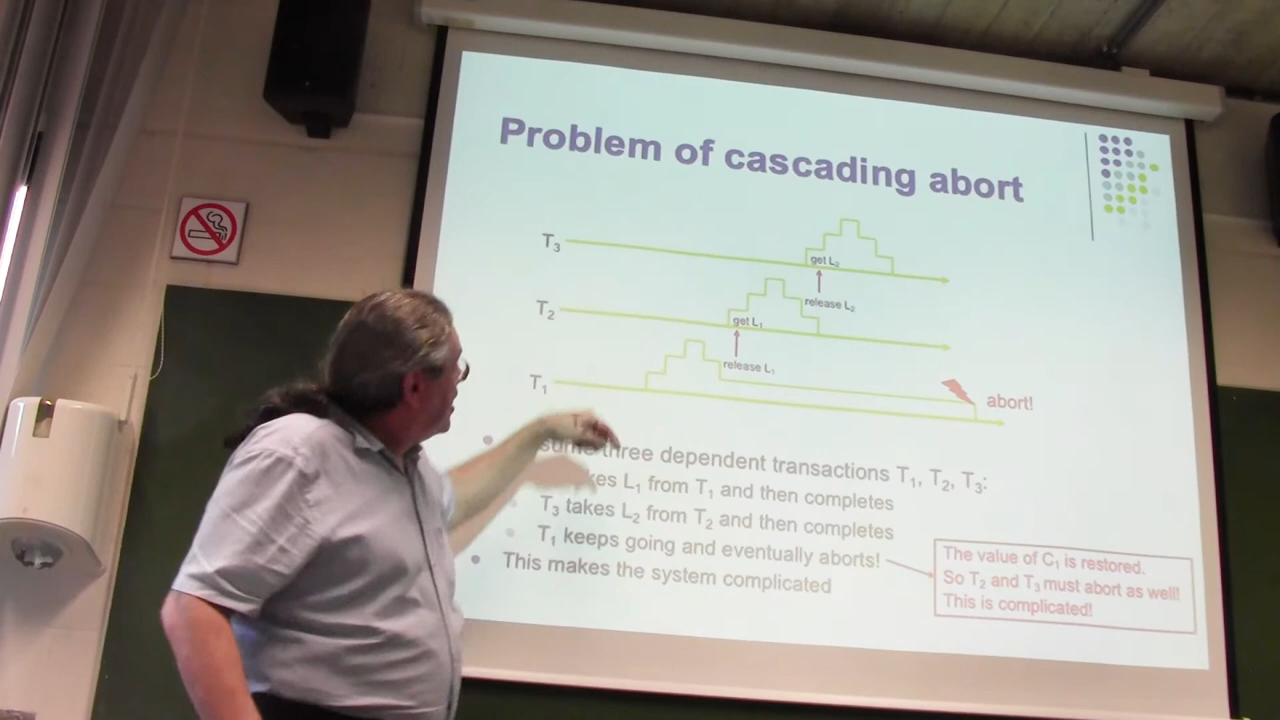 Problem of cascading abort
T₃
get L₂
release L₂
T₂
get L₁
release L₁
T₁
abort!
three dependent transactions T₁, T₂, T₃:
L₁ from T₁ and then completes
T₃ takes L₂ from T₂ and then completes
T₁ keeps going and eventually aborts!
This makes the system complicated
The value of C₁ is restored.
So T₂ and T₃ must abort as well!
This is complicated!